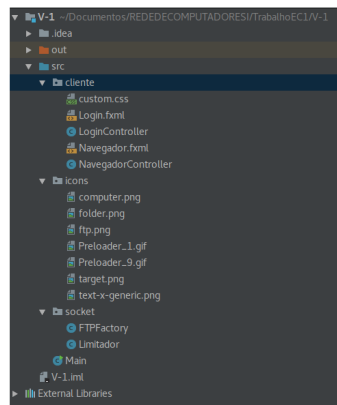 V-1 ~/Documentos/REDEDECOMPUTADORESI/TrabalhoEC1/V-1
.idea
out
src
cliente
custom.css
Login.fxml
LoginController
Navegador.fxml
NavegadorController
icons
computer.png
folder.png
ftp.png
Preloader_1.gif
Preloader_9.gif
target.png
text-x-generic.png
socket
FTPFactory
Limitador
Main
V-1.iml
External Libraries